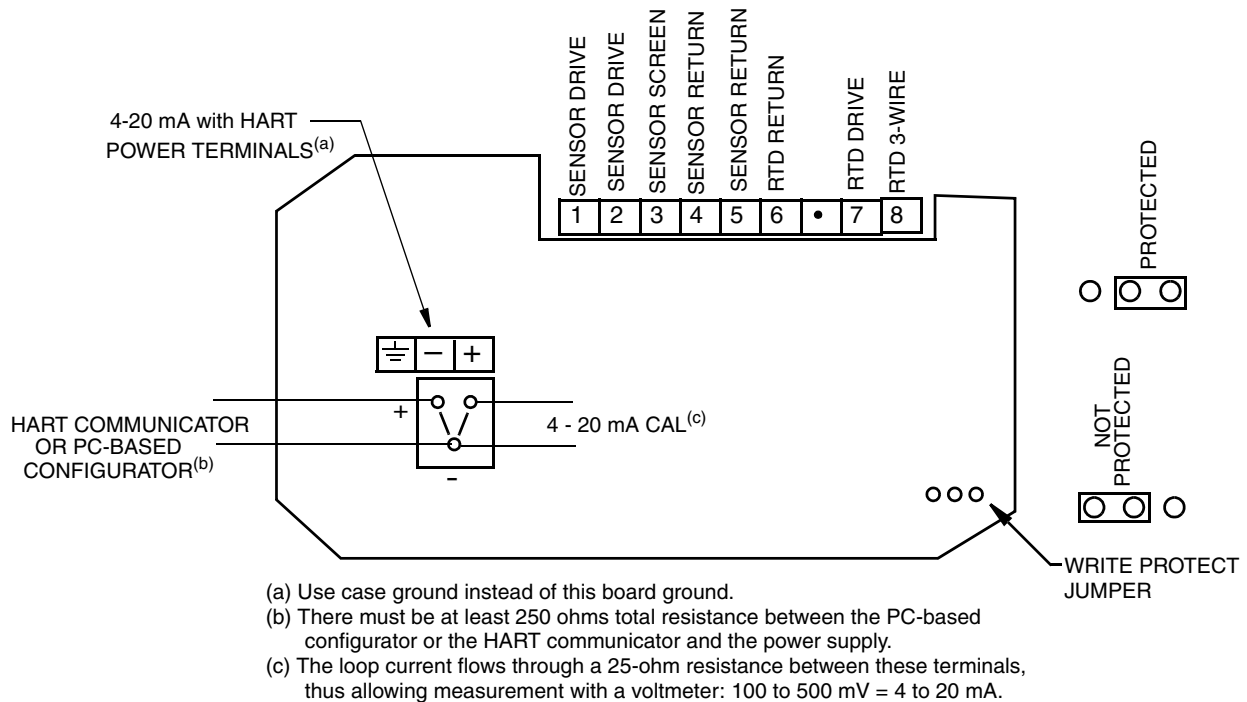 SENSOR DRIVE
SENSOR DRIVE
SENSOR SCREEN
SENSOR RETURN
SENSOR RETURN
RTD RETURN
RTD DRIVE
RTD 3-WIRE
1 2 3 4 5 6 • 7 8
4-20 mA with HART
POWER TERMINALS(a)
PROTECTED
− +
HART COMMUNICATOR
OR PC-BASED
CONFIGURATOR(b)
+
-
4 - 20 mA CAL(c)
NOT
PROTECTED
WRITE PROTECT
JUMPER
(a) Use case ground instead of this board ground.
(b) There must be at least 250 ohms total resistance between the PC-based
configurator or the HART communicator and the power supply.
(c) The loop current flows through a 25-ohm resistance between these terminals,
thus allowing measurement with a voltmeter: 100 to 500 mV = 4 to 20 mA.